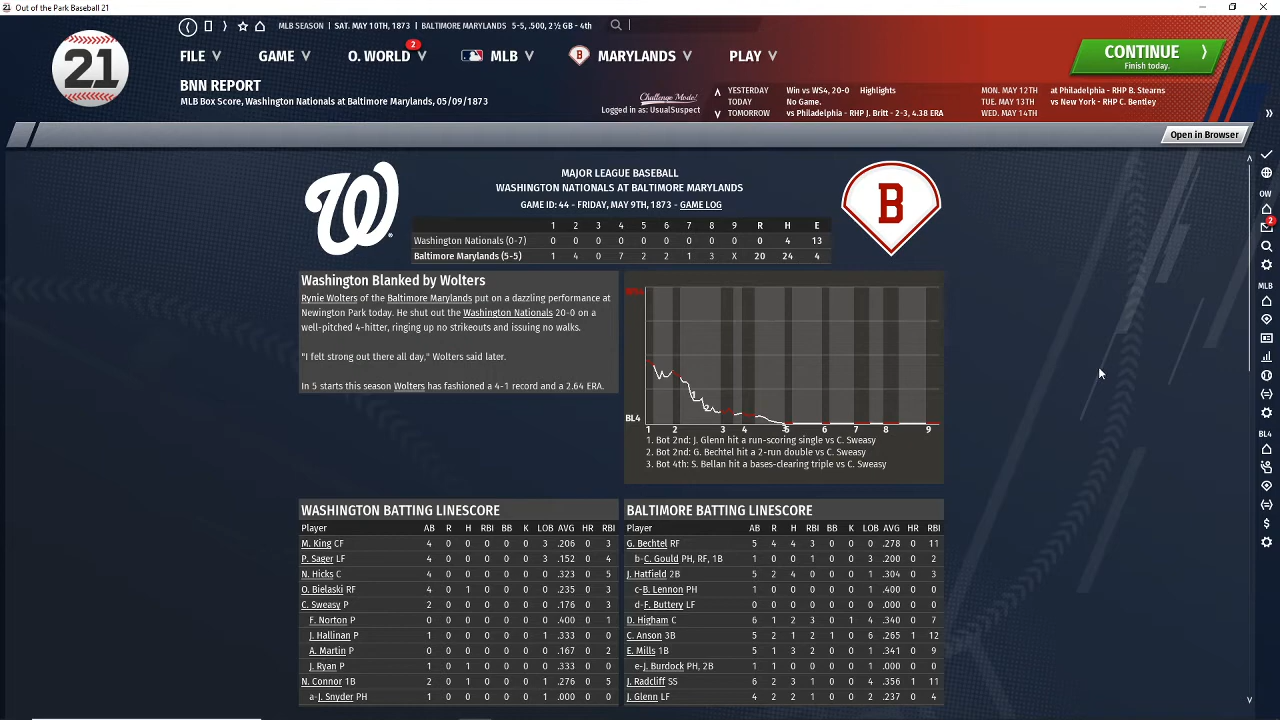 Out of the Park Baseball 21
MLB SEASON | SAT. MAY 10TH, 1873 | BALTIMORE MARYLANDS 5-5, .500, 2½ GB - 4th
21
FILE GAME O. WORLD 2 MLB B MARYLANDS PLAY
CONTINUE
Finish today.
BNN REPORT
MLB Box Score, Washington Nationals at Baltimore Marylands, 05/09/1873
Challenge Mode!
Logged in as: UsualSuspect
YESTERDAY Win vs WS4, 20-0 Highlights
TODAY No Game.
TOMORROW vs Philadelphia - RHP J. Britt - 2-3, 4.38 ERA
MON. MAY 12TH at Philadelphia - RHP B. Stearns
TUE. MAY 13TH vs New York - RHP C. Bentley
WED. MAY 14TH
Open in Browser
W
MAJOR LEAGUE BASEBALL
WASHINGTON NATIONALS AT BALTIMORE MARYLANDS
GAME ID: 44 - FRIDAY, MAY 9TH, 1873 - GAME LOG
B
1 2 3 4 5 6 7 8 9 R H E
Washington Nationals (0-7) 0 0 0 0 0 0 0 0 0 0 4 13
Baltimore Marylands (5-5) 1 4 0 7 2 2 1 3 X 20 24 4
Washington Blanked by Wolters
Rynie Wolters of the Baltimore Marylands put on a dazzling performance at
Newington Park today. He shut out the Washington Nationals 20-0 on a
well-pitched 4-hitter, ringing up no strikeouts and issuing no walks.
"I felt strong out there all day," Wolters said later.
In 5 starts this season Wolters has fashioned a 4-1 record and a 2.64 ERA.
WS4
BL4
1 2 3 4 5 6 7 8 9
1. Bot 2nd: J. Glenn hit a run-scoring single vs C. Sweasy
2. Bot 2nd: G. Bechtel hit a 2-run double vs C. Sweasy
3. Bot 4th: S. Bellan hit a bases-clearing triple vs C. Sweasy
WASHINGTON BATTING LINESCORE
Player AB R H RBI BB K LOB AVG HR RBI
M. King CF 4 0 0 0 0 0 3 .206 0 3
P. Sager LF 4 0 0 0 0 0 3 .152 0 4
N. Hicks C 4 0 0 0 0 0 0 .323 0 5
O. Bielaski RF 4 0 1 0 0 0 0 .235 0 3
C. Sweasy P 2 0 0 0 0 0 0 .176 0 3
F. Norton P 0 0 0 0 0 0 0 .400 0 1
J. Hallinan P 1 0 0 0 0 0 1 .333 0 0
A. Martin P 0 0 0 0 0 0 0 .167 0 2
J. Ryan P 1 0 1 0 0 0 0 .333 0 0
N. Connor 1B 2 0 1 0 0 0 1 .276 0 5
a-J. Snyder PH 1 0 0 0 0 0 1 .000 0 0
BALTIMORE BATTING LINESCORE
Player AB R H RBI BB K LOB AVG HR RBI
G. Bechtel RF 5 4 4 3 0 0 0 .278 0 11
b-C. Gould PH, RF, 1B 1 0 0 1 0 0 3 .200 0 2
J. Hatfield 2B 5 2 4 0 0 0 1 .304 0 3
c-B. Lennon PH 1 0 0 0 0 0 1 .400 0 0
d-F. Buttery LF 0 0 0 0 0 0 0 .000 0 0
D. Higham C 6 1 2 3 0 1 4 .340 0 7
C. Anson 3B 5 2 1 2 1 0 6 .265 1 12
E. Mills 1B 5 1 3 2 0 0 1 .341 0 9
e-J. Burdock PH, 2B 1 1 0 0 0 0 1 .000 0 0
J. Radcliff SS 6 2 3 1 0 0 4 .356 1 11
J. Glenn LF 4 2 2 1 0 0 2 .237 0 4
OW
2
MLB
BL4